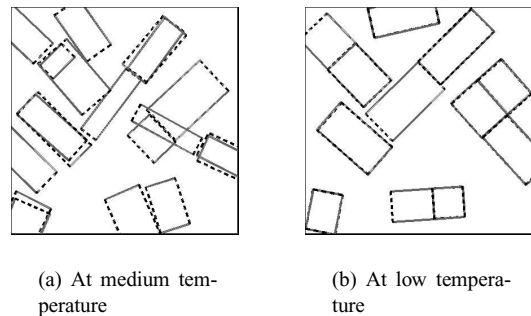 (a) At medium tem-
perature
(b) At low tempera-
ture